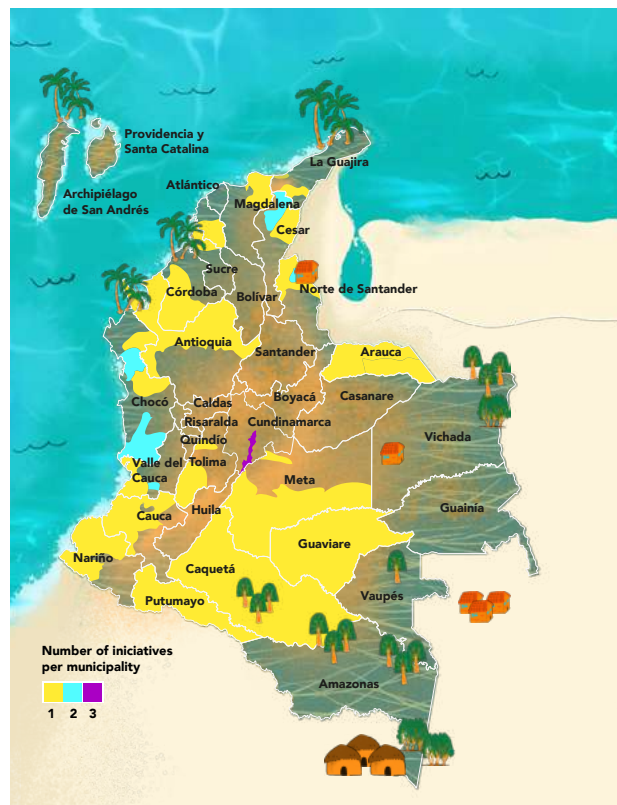 Providencia y
Santa Catalina
La Guajira
Atlántico
Archipiélago
de San Andrés
Magdalena
Cesar
Sucre
Norte de Santander
Córdoba
Bolívar
Antioquia
Santander
Arauca
Chocó
Caldas
Boyacá
Casanare
Risaralda
Cundinamarca
Quindío
Vichada
Valle del
Cauca
Tolima
Meta
Guainía
Cauca
Huila
Guaviare
Nariño
Caquetá
Putumayo
Vaupés
Number of iniciatives
per municipality
1 2 3
Amazonas